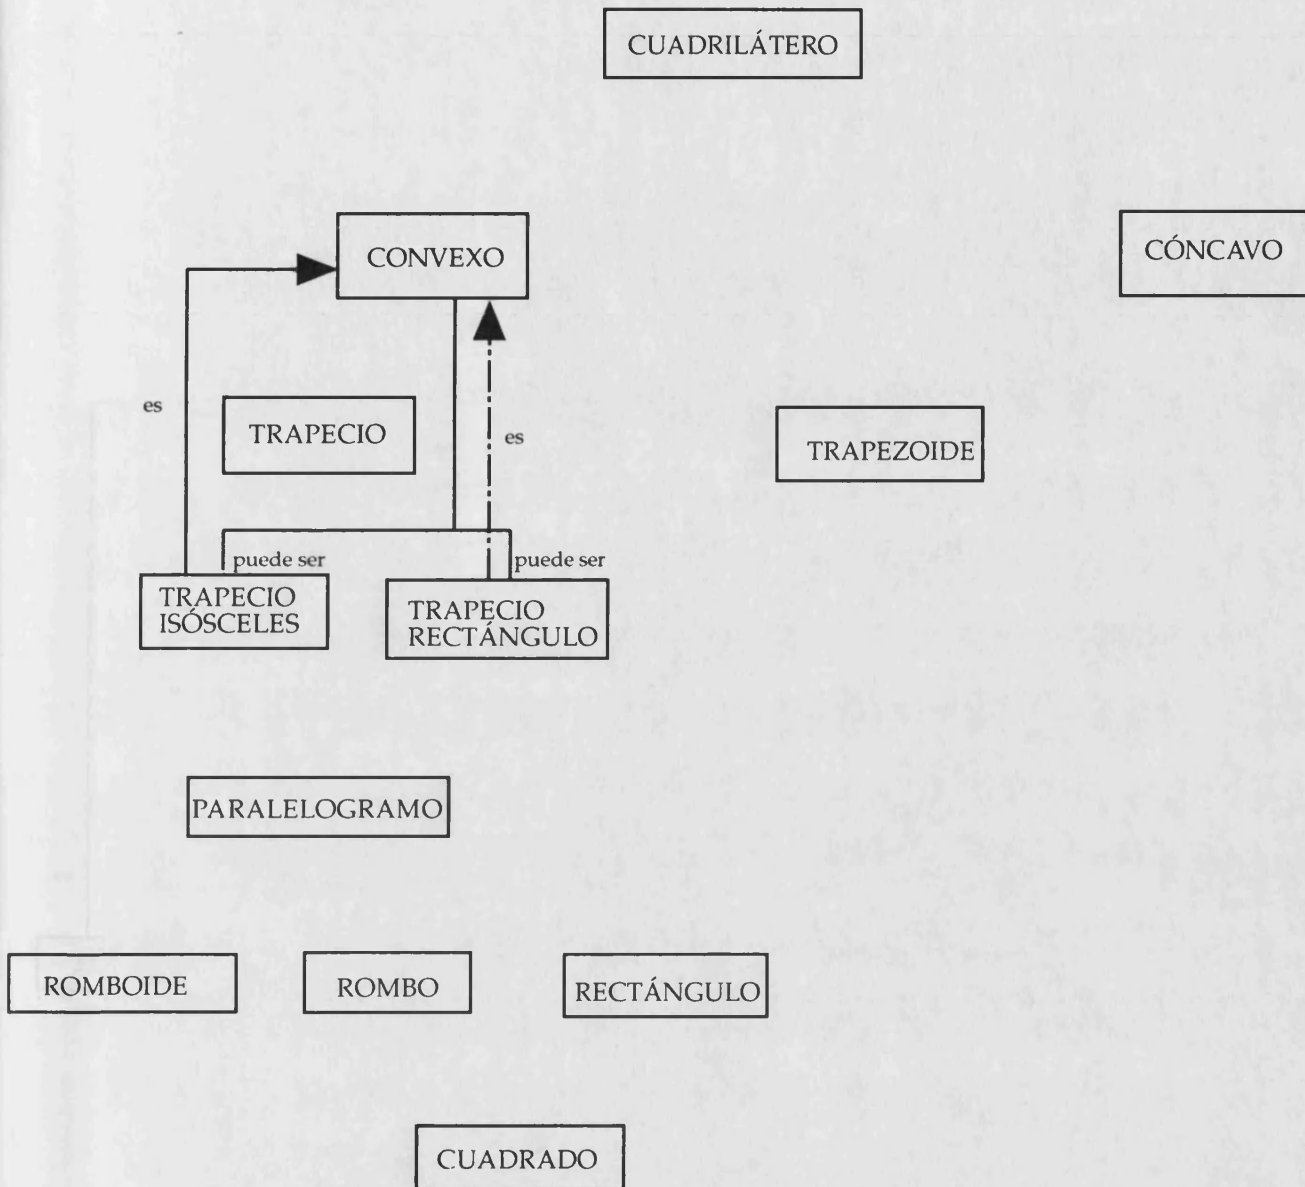 CUADRILÁTERO
CONVEXO
CÓNCAVO
es
TRAPECIO
es
TRAPEZOIDE
puede ser
puede ser
TRAPECIO
ISÓSCELES
TRAPECIO
RECTÁNGULO
PARALELOGRAMO
ROMBOIDE
ROMBO
RECTÁNGULO
CUADRADO